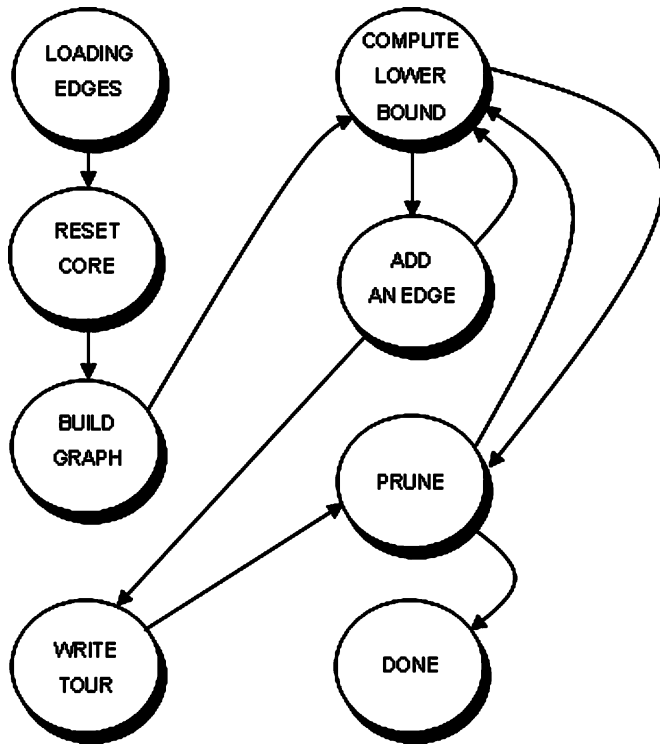 LOADING
EDGES
RESET
CORE
BUILD
GRAPH
WRITE
TOUR
COMPUTE
LOWER
BOUND
ADD
AN EDGE
PRUNE
DONE